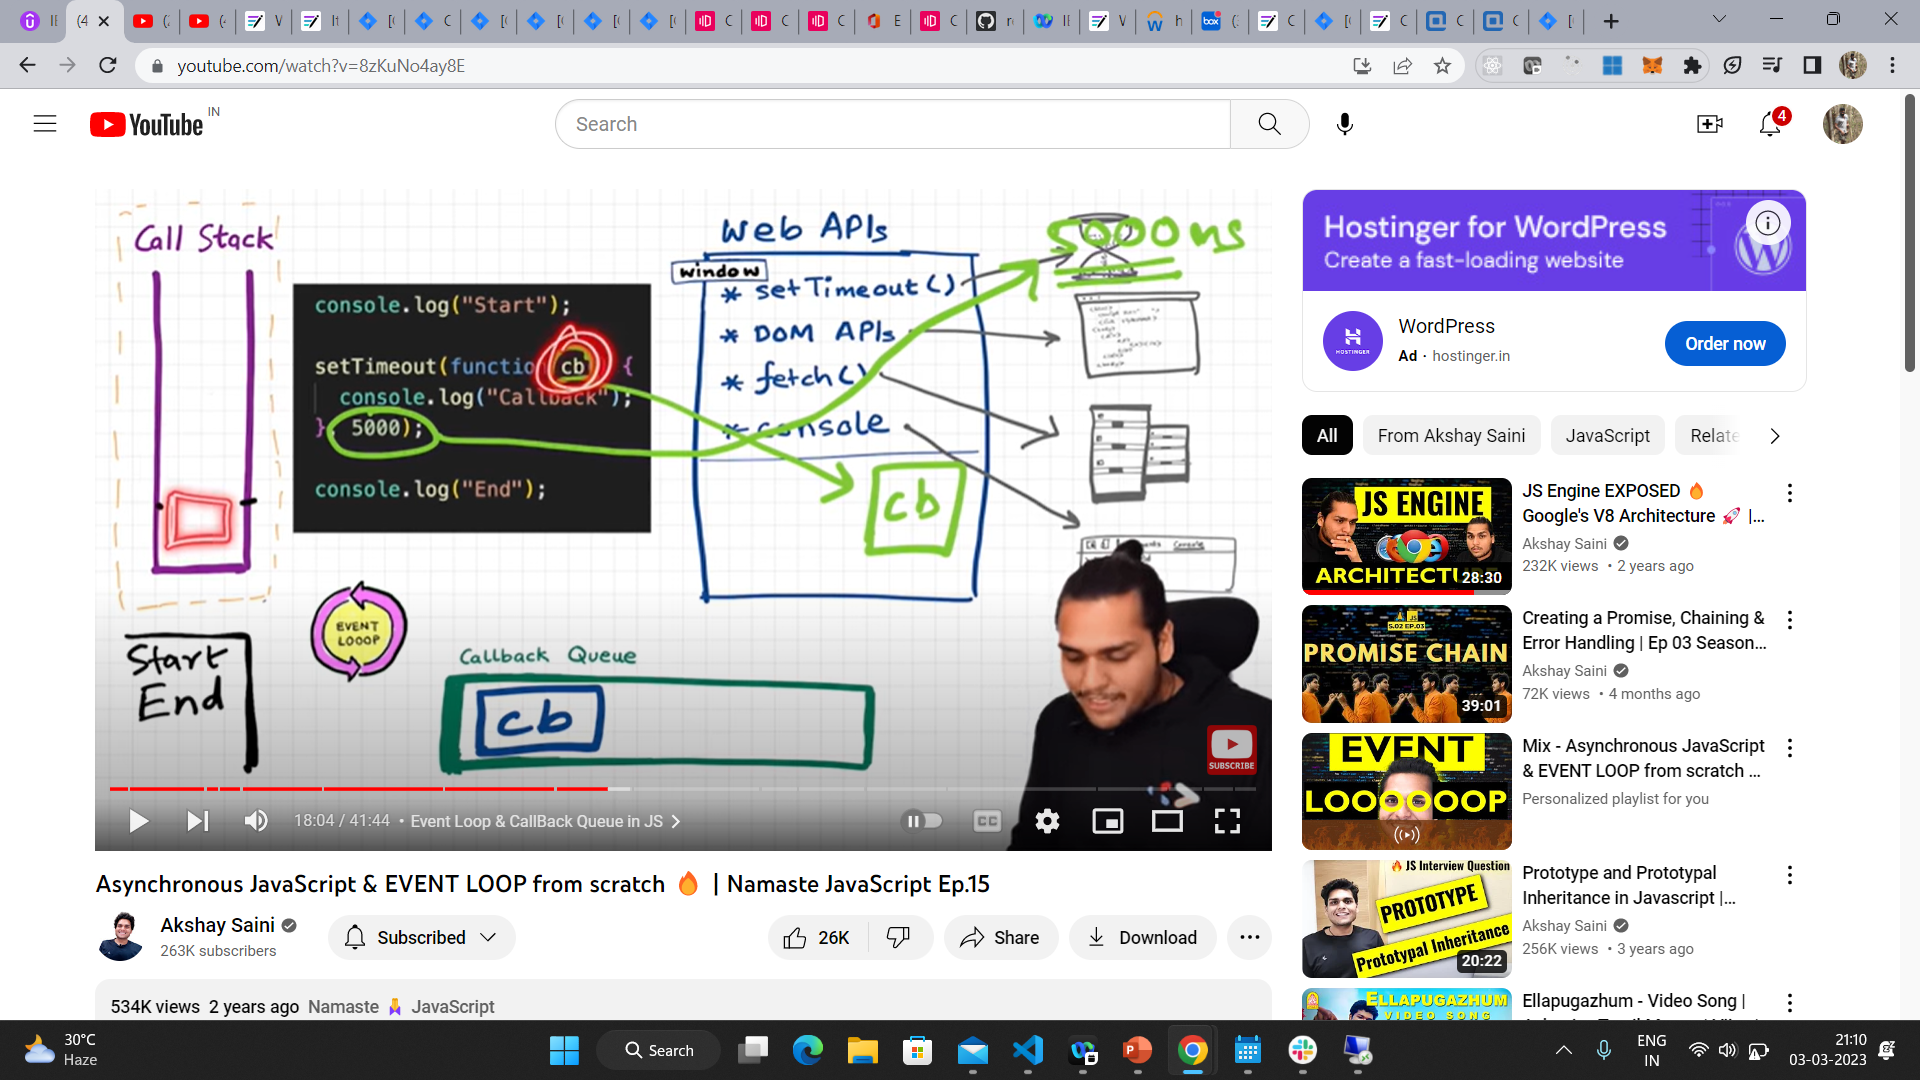 youtube.com/watch?v=8zKuNo4ay8E
YouTube IN
Search
4
Call Stack
console.log("Start");
setTimeout(function cb {
console.log("Callback");
} 5000);
console.log("End");
Web APIs
window
* setTimeout()
* DOM APIs
* fetch()
* console
cb
5000 ms
EVENT
LOOOP
Start
End
Callback Queue
cb
SUBSCRIBE
18:04 / 41:44 • Event Loop & CallBack Queue in JS
CC
Asynchronous JavaScript & EVENT LOOP from scratch 🔥 | Namaste JavaScript Ep.15
Akshay Saini
263K subscribers
Subscribed
26K
Share
Download
534K views 2 years ago Namaste 🙏 JavaScript
Hostinger for WordPress
Create a fast-loading website
HOSTINGER
WordPress
Ad · hostinger.in
Order now
All
From Akshay Saini
JavaScript
Relate
JS ENGINE
ARCHITECTURE
28:30
JS Engine EXPOSED 🔥
Google's V8 Architecture 🚀 |...
Akshay Saini
232K views • 2 years ago
S.02 EP.03
PROMISE CHAIN
39:01
Creating a Promise, Chaining &
Error Handling | Ep 03 Season...
Akshay Saini
72K views • 4 months ago
EVENT
LOOOOOOP
Mix - Asynchronous JavaScript
& EVENT LOOP from scratch ...
Personalized playlist for you
🔥 JS Interview Question
PROTOTYPE
Prototypal Inheritance
20:22
Prototype and Prototypal
Inheritance in Javascript |...
Akshay Saini
256K views • 3 years ago
ELLAPUGAZHUM
VIDEO SONG
Ellapugazhum - Video Song |
30°C
Haze
Search
ENG
IN
21:10
03-03-2023